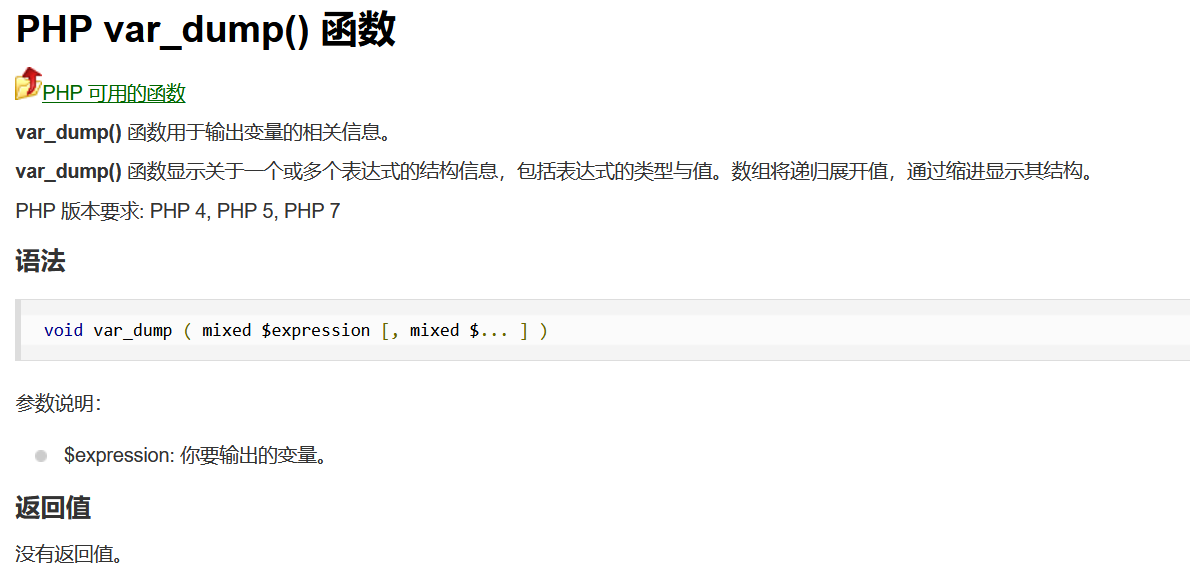 PHP var_dump() 函数
PHP 可用的函数
var_dump() 函数用于输出变量的相关信息。
var_dump() 函数显示关于一个或多个表达式的结构信息，包括表达式的类型与值。数组将递归展开值，通过缩进显示其结构。
PHP 版本要求: PHP 4, PHP 5, PHP 7
语法
void var_dump ( mixed $expression [, mixed $... ] )
参数说明：
$expression: 你要输出的变量。
返回值
没有返回值。